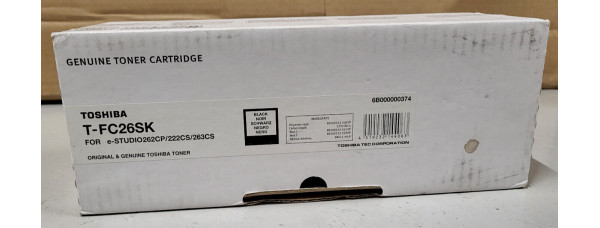 GENUINE TONER CARTRIDGE
6B000000374
TOSHIBA
T-FC26SK
FOR e-STUDIO262CP/222CS/263CS
ORIGINAL & GENUINE TOSHIBA TONER
BLACK
NOIR
SCHWARZ
NEGRO
NERO
TOSHIBA TEC CORPORATION